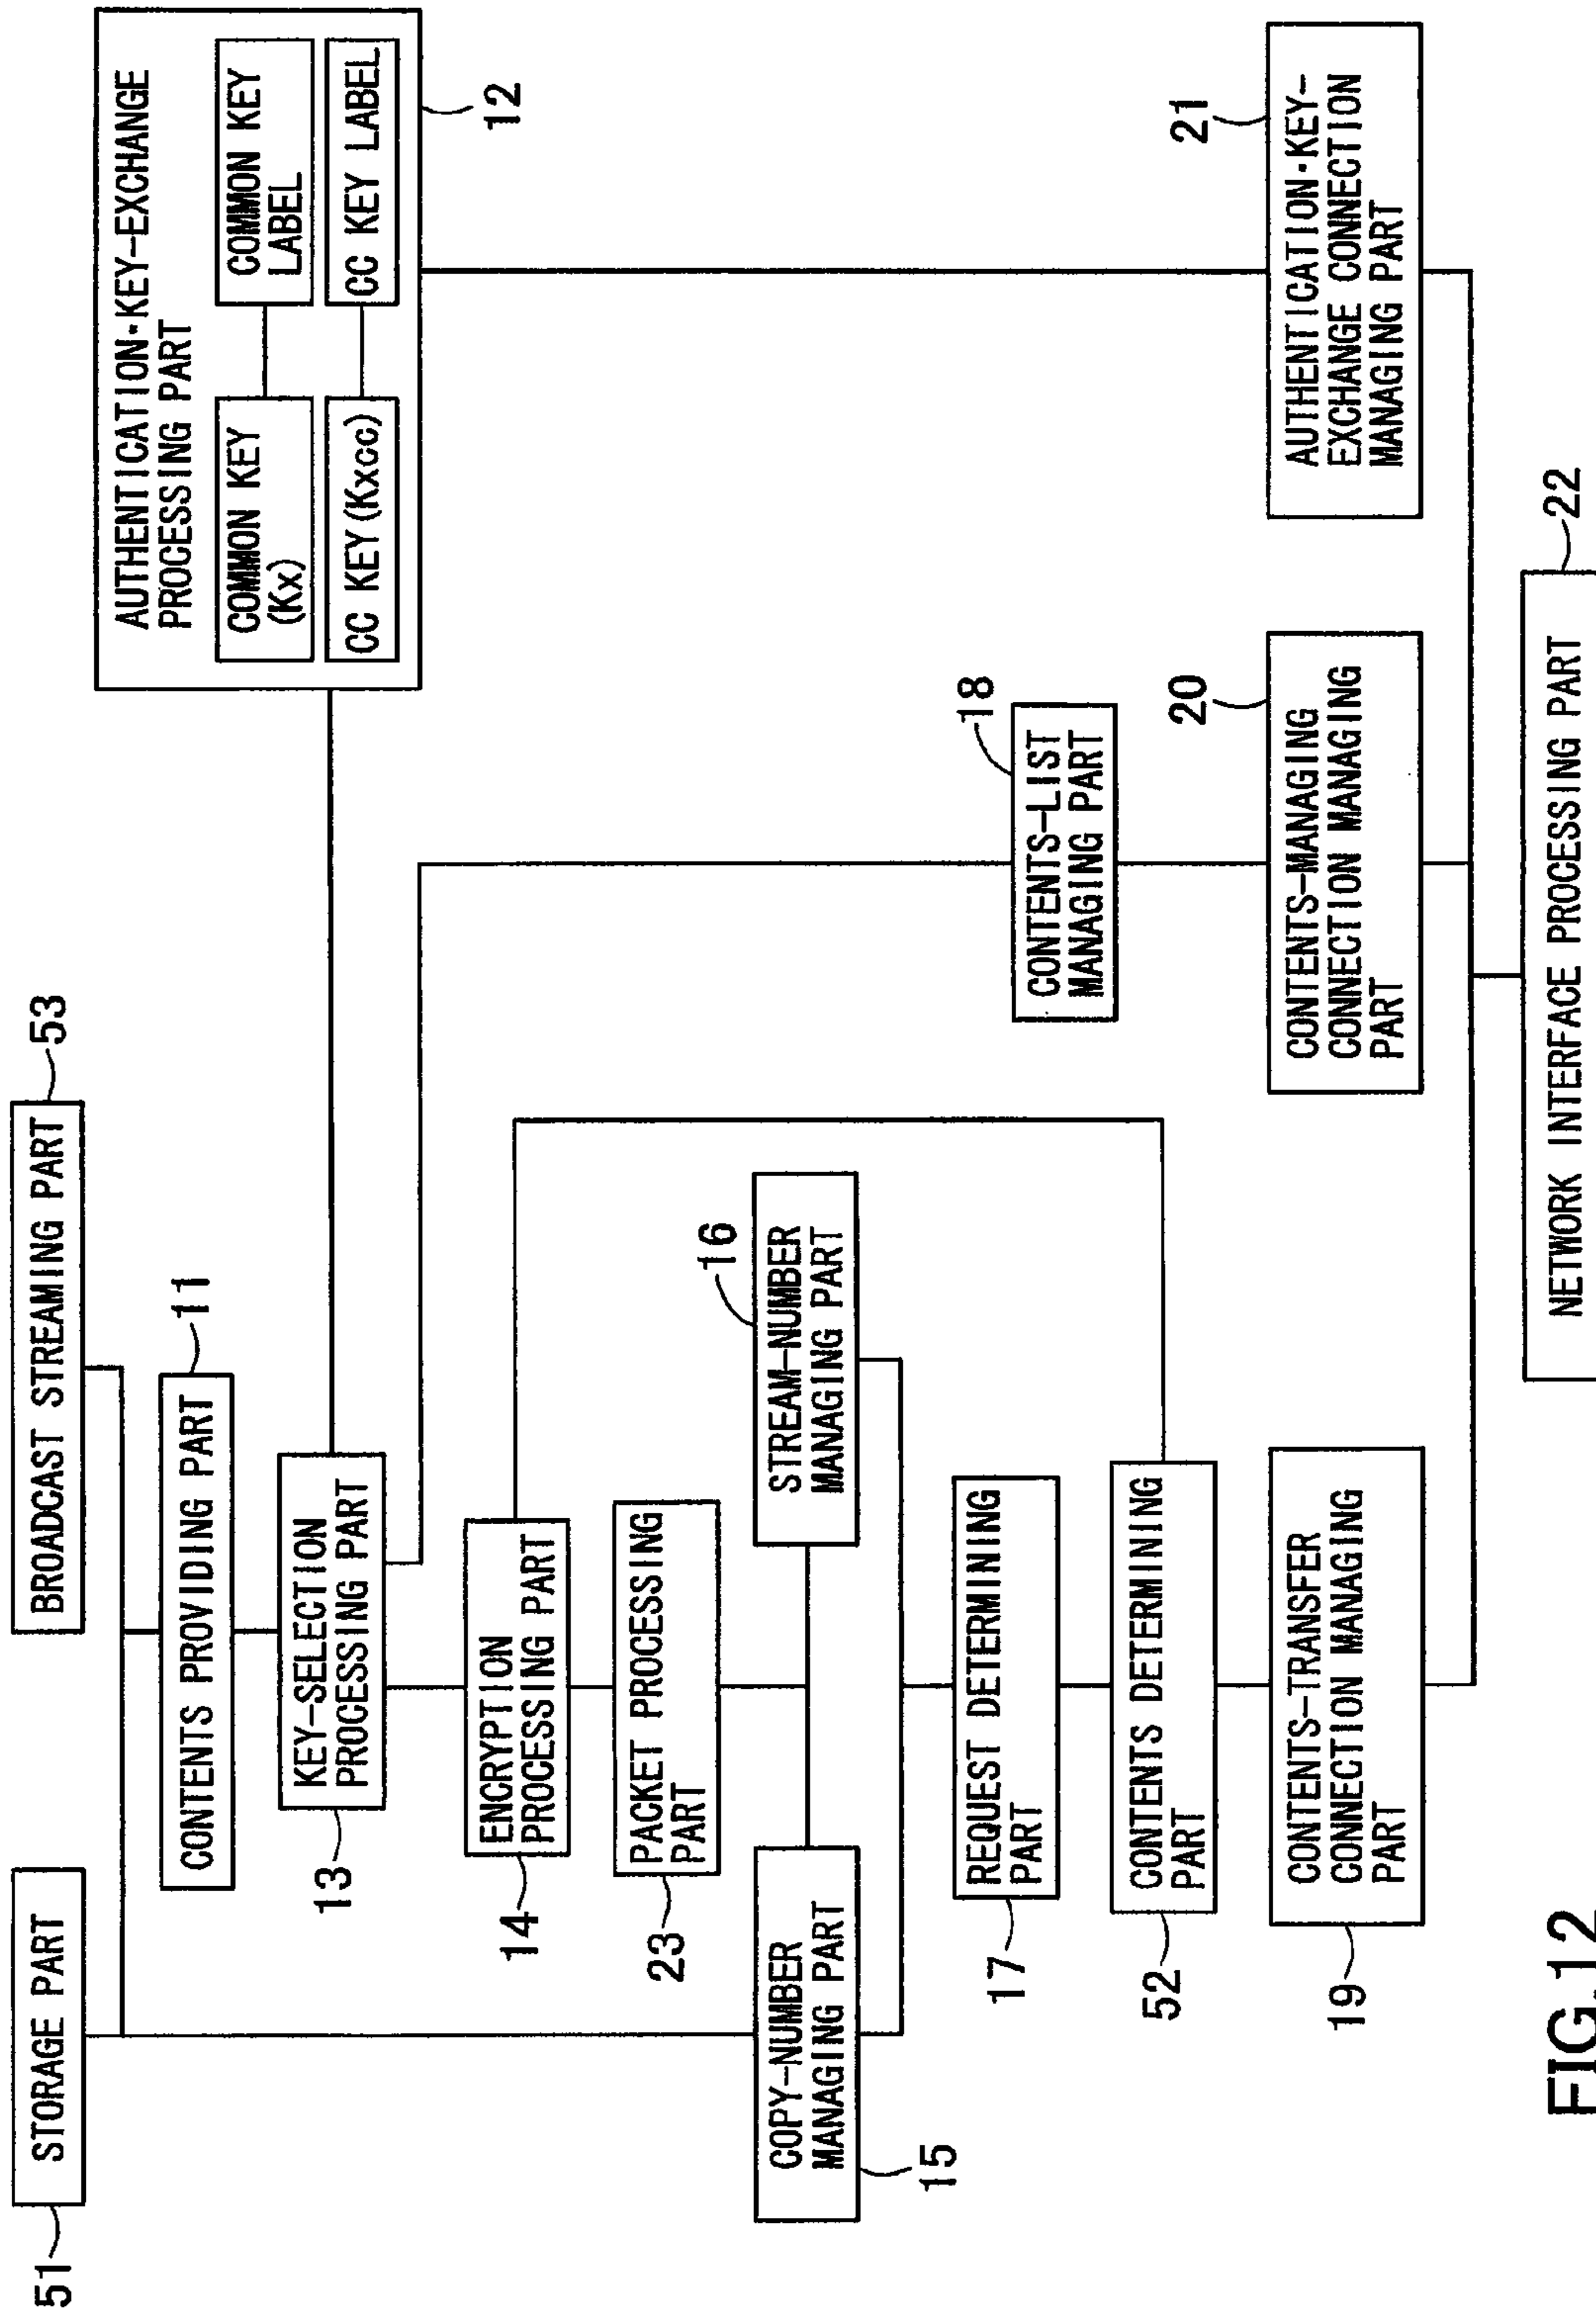 51
STORAGE PART
BROADCAST STREAMING PART
53
CONTENTS PROVIDING PART
11
AUTHENTICATION·KEY-EXCHANGE
PROCESSING PART
COMMON KEY
(Kx)
COMMON KEY
LABEL
CC KEY(Kxcc)
CC KEY LABEL
12
13
KEY-SELECTION
PROCESSING PART
14
ENCRYPTION
PROCESSING PART
23
PACKET PROCESSING
PART
15
COPY-NUMBER
MANAGING PART
STREAM-NUMBER
MANAGING PART
16
17
REQUEST DETERMINING
PART
CONTENTS-LIST
MANAGING PART
18
52
CONTENTS DETERMINING
PART
19
CONTENTS-TRANSFER
CONNECTION MANAGING
PART
CONTENTS-MANAGING
CONNECTION MANAGING
PART
20
AUTHENTICATION·KEY-
EXCHANGE CONNECTION
MANAGING PART
21
NETWORK INTERFACE PROCESSING PART
22
FIG.12